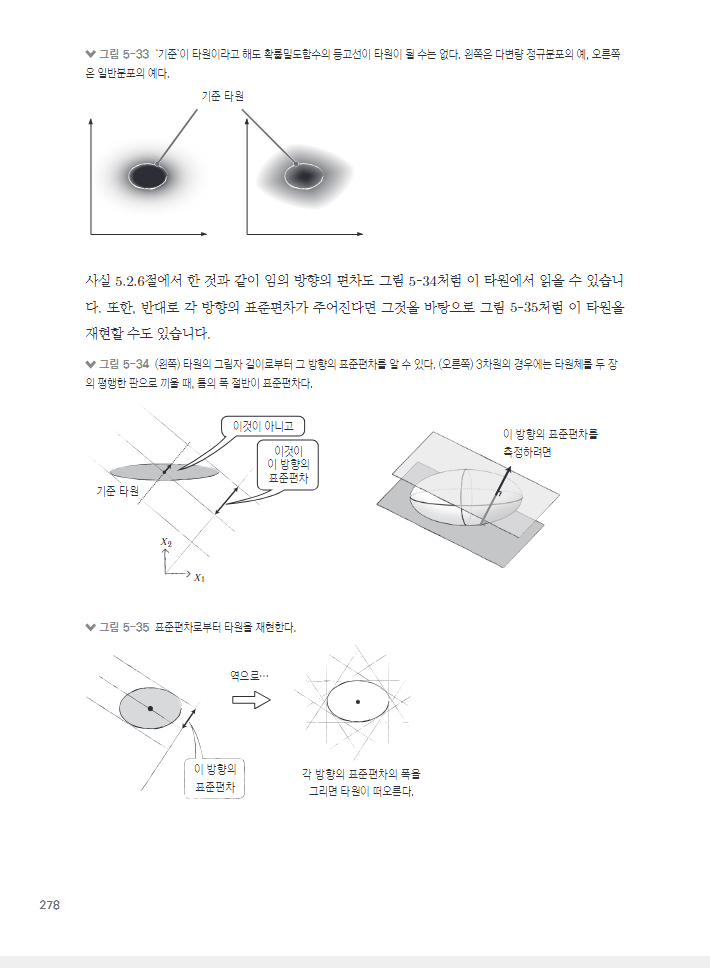 그림 5-33 '기준'이 타원이라고 해도 확률밀도함수의 등고선이 타원이 될 수는 없다. 왼쪽은 다변량 정규분포의 예, 오른쪽
은 일반분포의 예다.
기준 타원
사실 5.2.6절에서 한 것과 같이 임의 방향의 편차도 그림 5-34처럼 이 타원에서 읽을 수 있습니
다. 또한, 반대로 각 방향의 표준편차가 주어진다면 그것을 바탕으로 그림 5-35처럼 이 타원을
재현할 수도 있습니다.
그림 5-34 (왼쪽) 타원의 그림자 길이로부터 그 방향의 표준편차를 알 수 있다. (오른쪽) 3차원의 경우에는 타원체를 두 장
의 평행한 판으로 끼울 때, 틈의 폭 절반이 표준편차다.
이것이 아니고
이것이
이 방향의
표준편차
기준 타원
X2
X1
이 방향의 표준편차를
측정하려면
그림 5-35 표준편차로부터 타원을 재현한다.
역으로…
이 방향의
표준편차
각 방향의 표준편차의 폭을
그리면 타원이 떠오른다.
278